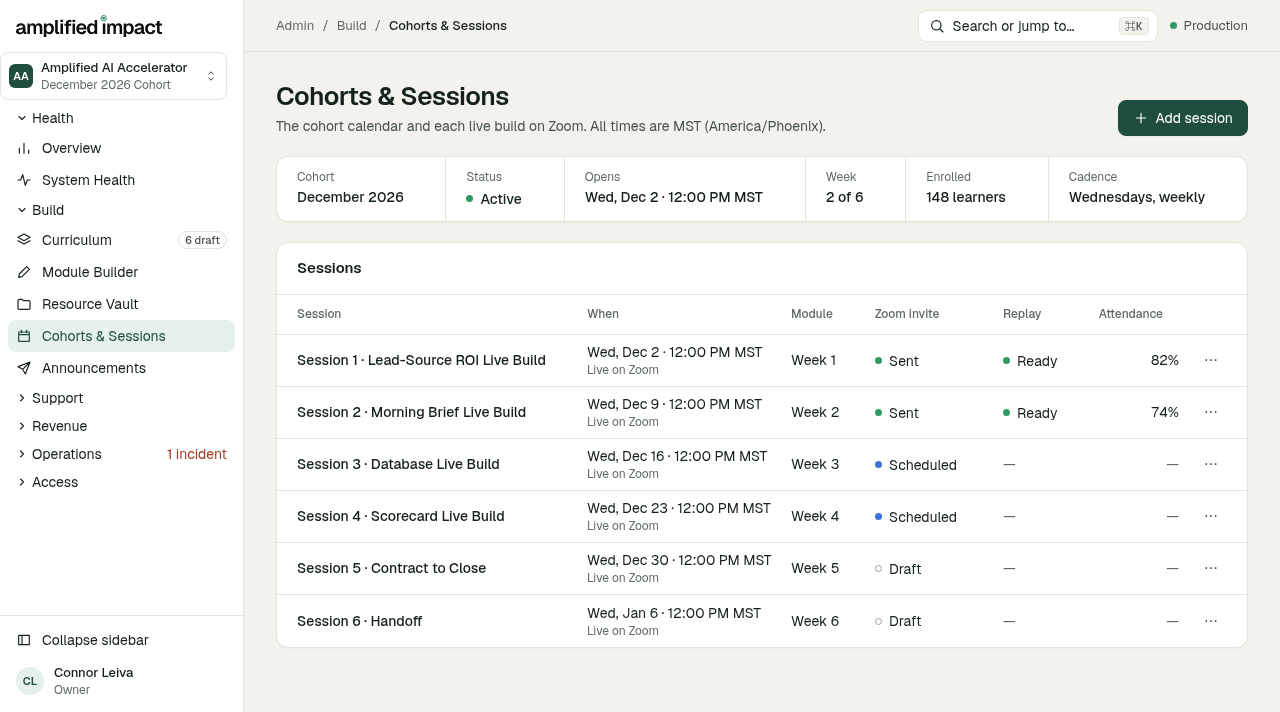 amplified impact
AA
Amplified AI Accelerator
December 2026 Cohort
Health
Overview
System Health
Build
Curriculum
6 draft
Module Builder
Resource Vault
Cohorts & Sessions
Announcements
Support
Revenue
Operations
1 incident
Access
Collapse sidebar
CL
Connor Leiva
Owner
Admin / Build / Cohorts & Sessions
Search or jump to...
⌘K
Production
Cohorts & Sessions
The cohort calendar and each live build on Zoom. All times are MST (America/Phoenix).
Add session
Cohort
December 2026
Status
Active
Opens
Wed, Dec 2 · 12:00 PM MST
Week
2 of 6
Enrolled
148 learners
Cadence
Wednesdays, weekly
Sessions
Session When Module Zoom invite Replay Attendance
Session 1 · Lead-Source ROI Live Build Wed, Dec 2 · 12:00 PM MST Week 1 Sent Ready 82% ···
Live on Zoom
Session 2 · Morning Brief Live Build Wed, Dec 9 · 12:00 PM MST Week 2 Sent Ready 74% ···
Live on Zoom
Session 3 · Database Live Build Wed, Dec 16 · 12:00 PM MST Week 3 Scheduled — — ···
Live on Zoom
Session 4 · Scorecard Live Build Wed, Dec 23 · 12:00 PM MST Week 4 Scheduled — — ···
Live on Zoom
Session 5 · Contract to Close Wed, Dec 30 · 12:00 PM MST Week 5 Draft — — ···
Live on Zoom
Session 6 · Handoff Wed, Jan 6 · 12:00 PM MST Week 6 Draft — — ···
Live on Zoom